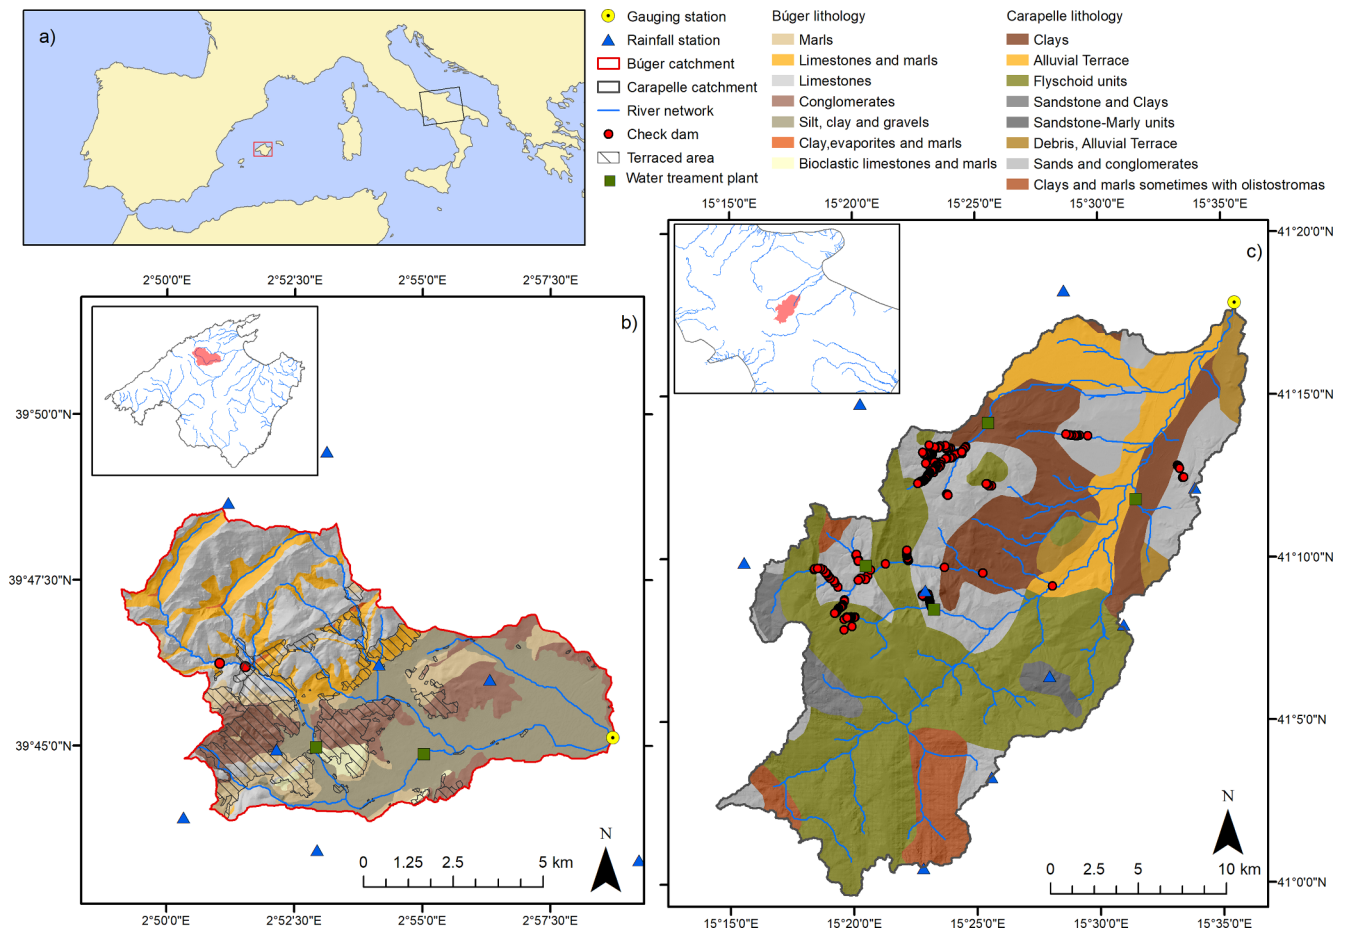 a)
Gauging station
Rainfall station
Búger catchment
Carapelle catchment
River network
Check dam
Terraced area
Water treament plant
Búger lithology
Marls
Limestones and marls
Limestones
Conglomerates
Silt, clay and gravels
Clay,evaporites and marls
Bioclastic limestones and marls
Carapelle lithology
Clays
Alluvial Terrace
Flyschoid units
Sandstone and Clays
Sandstone-Marly units
Debris, Alluvial Terrace
Sands and conglomerates
Clays and marls sometimes with olistostromas
2°50'0"E 2°52'30"E 2°55'0"E 2°57'30"E
b)
39°50'0"N
39°47'30"N
39°45'0"N
N
0 1.25 2.5 5 km
2°50'0"E 2°52'30"E 2°55'0"E 2°57'30"E
15°15'0"E 15°20'0"E 15°25'0"E 15°30'0"E 15°35'0"E
c)
41°20'0"N
41°15'0"N
41°10'0"N
41°5'0"N
41°0'0"N
N
0 2.5 5 10 km
15°15'0"E 15°20'0"E 15°25'0"E 15°30'0"E 15°35'0"E